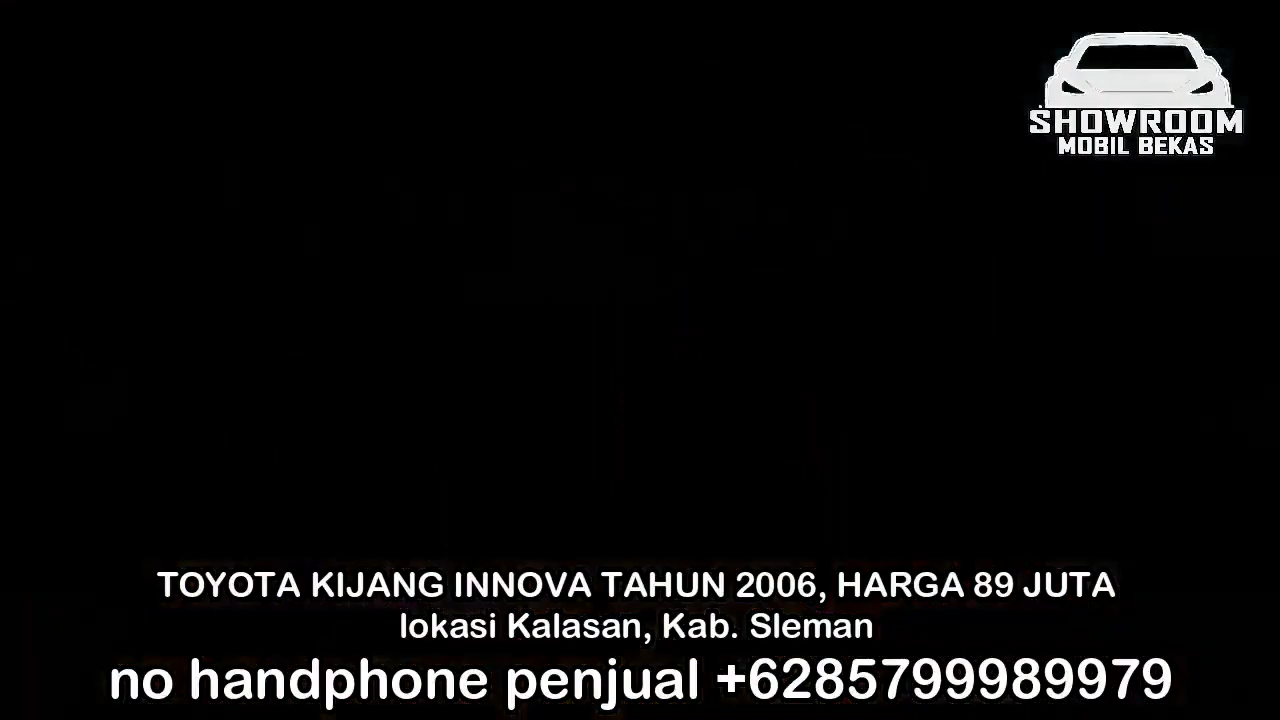 SHOWROOM
MOBIL BEKAS
TOYOTA KIJANG INNOVA TAHUN 2006, HARGA 89 JUTA
lokasi Kalasan, Kab. Sleman
no handphone penjual +6285799989979